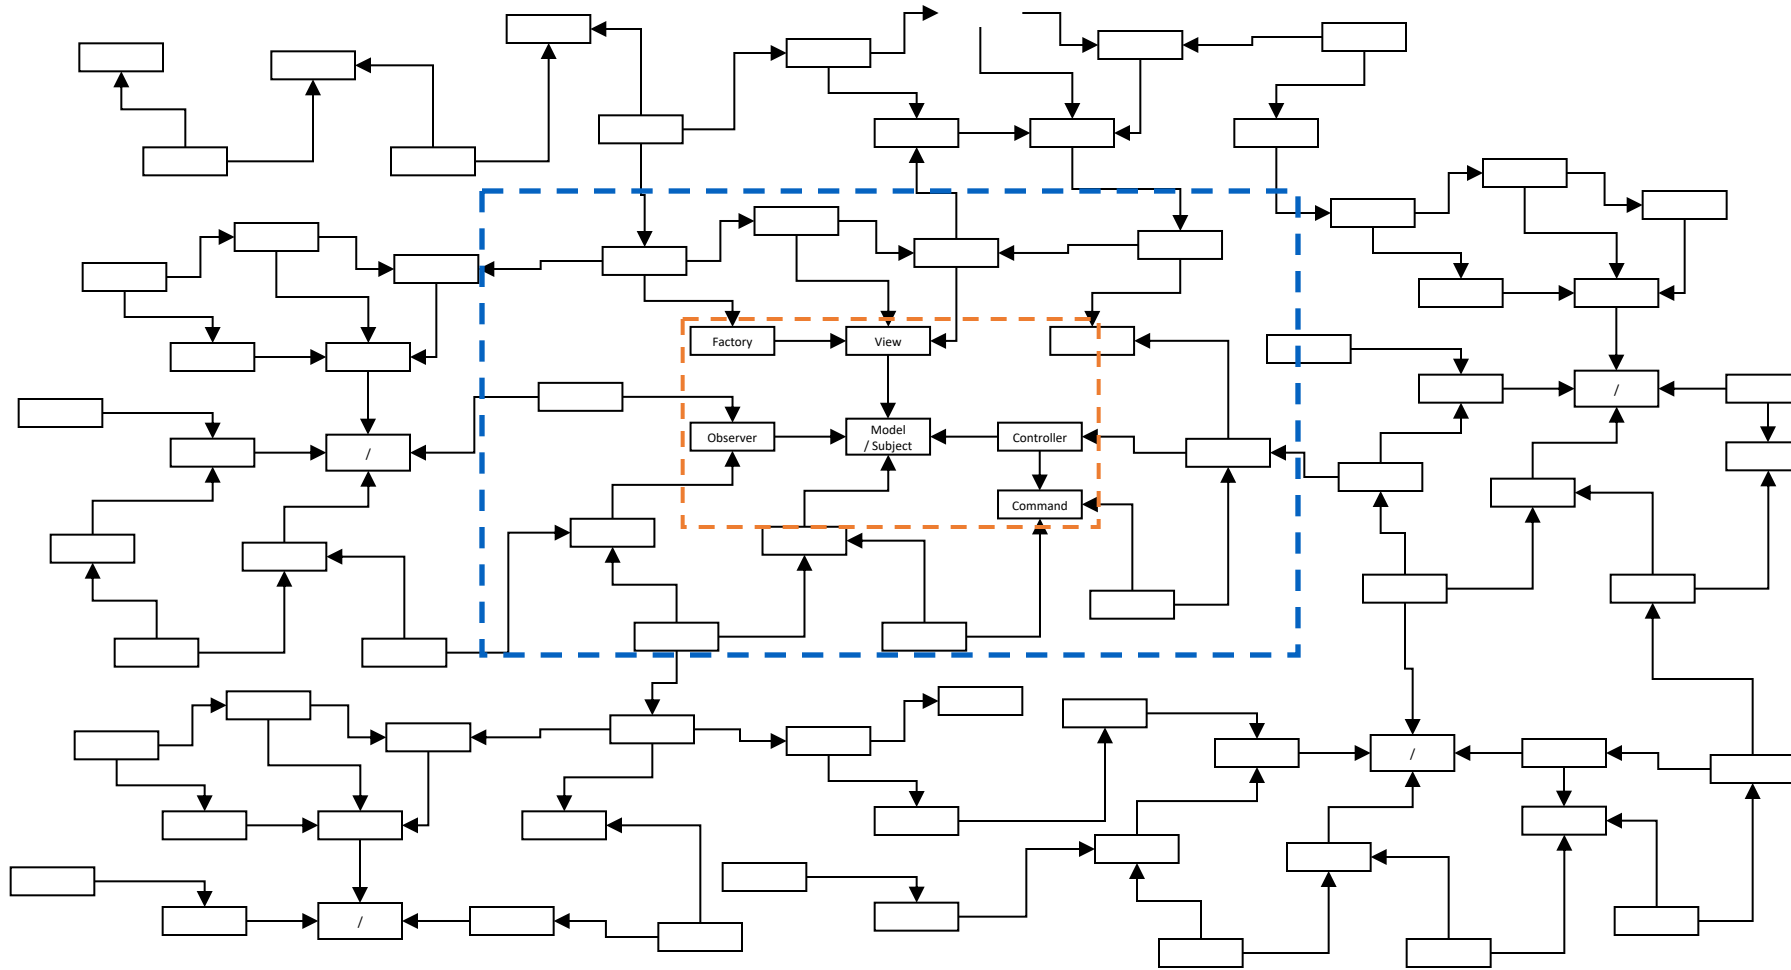 Factory
View
/
Observer
Model
/ Subject
Controller
/
Command
/
/